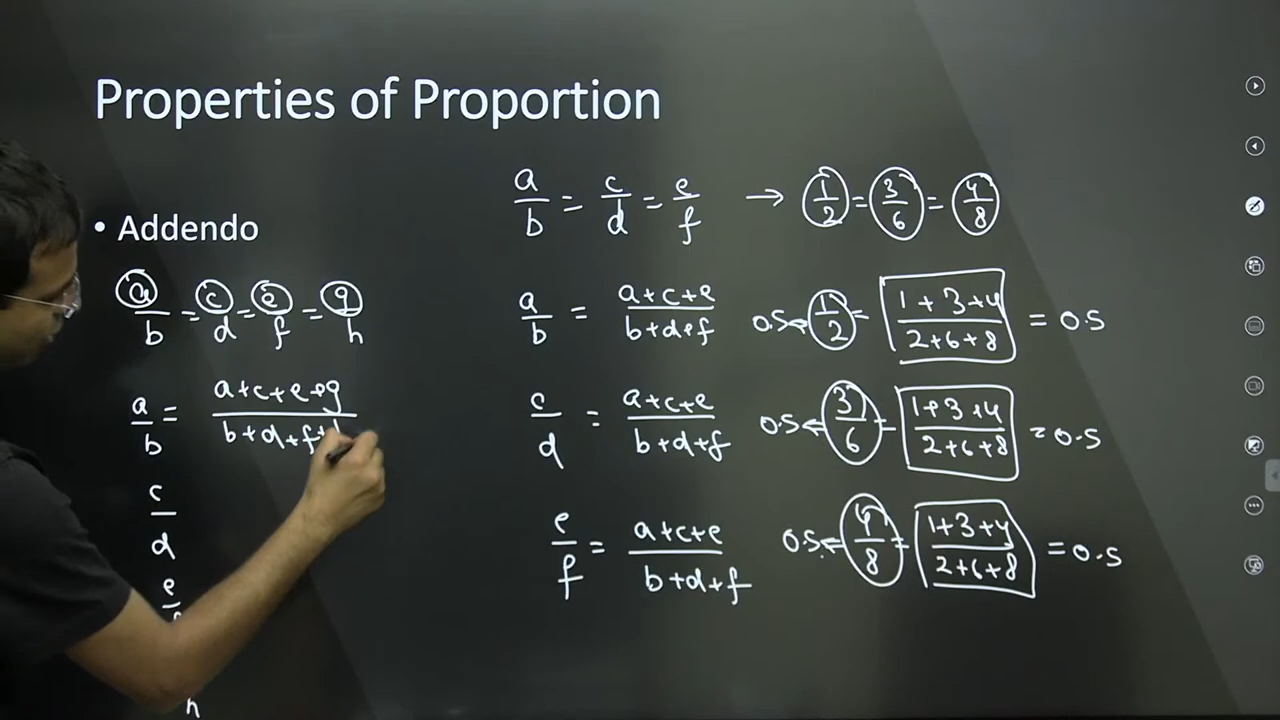 Properties of Proportion
• Addendo
a/b = c/d = e/f = g/h
a/b = (a+c+e+g)/(b+d+f+h)
c/d
e/f
h
a/b = c/d = e/f → 1/2 = 3/6 = 4/8
a/b = (a+c+e)/(b+d+f) 0.5 ← 1/2 = (1+3+4)/(2+6+8) = 0.5
c/d = (a+c+e)/(b+d+f) 0.5 ← 3/6 = (1+3+4)/(2+6+8) = 0.5
e/f = (a+c+e)/(b+d+f) 0.5 ← 4/8 = (1+3+4)/(2+6+8) = 0.5